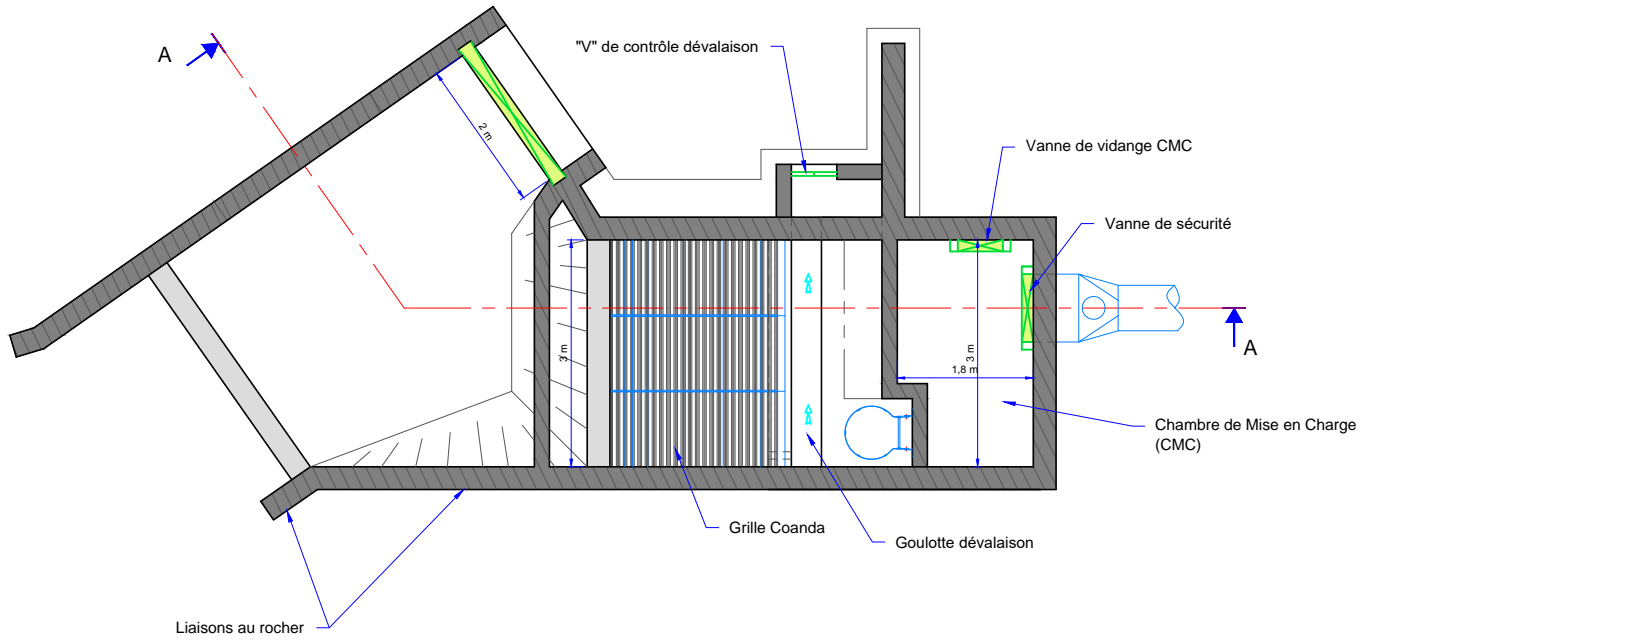 A
"V" de contrôle dévalaison
2 m
Vanne de vidange CMC
Vanne de sécurité
3 m
3 m
1,8 m
A
Chambre de Mise en Charge
(CMC)
Grille Coanda
Goulotte dévalaison
Liaisons au rocher